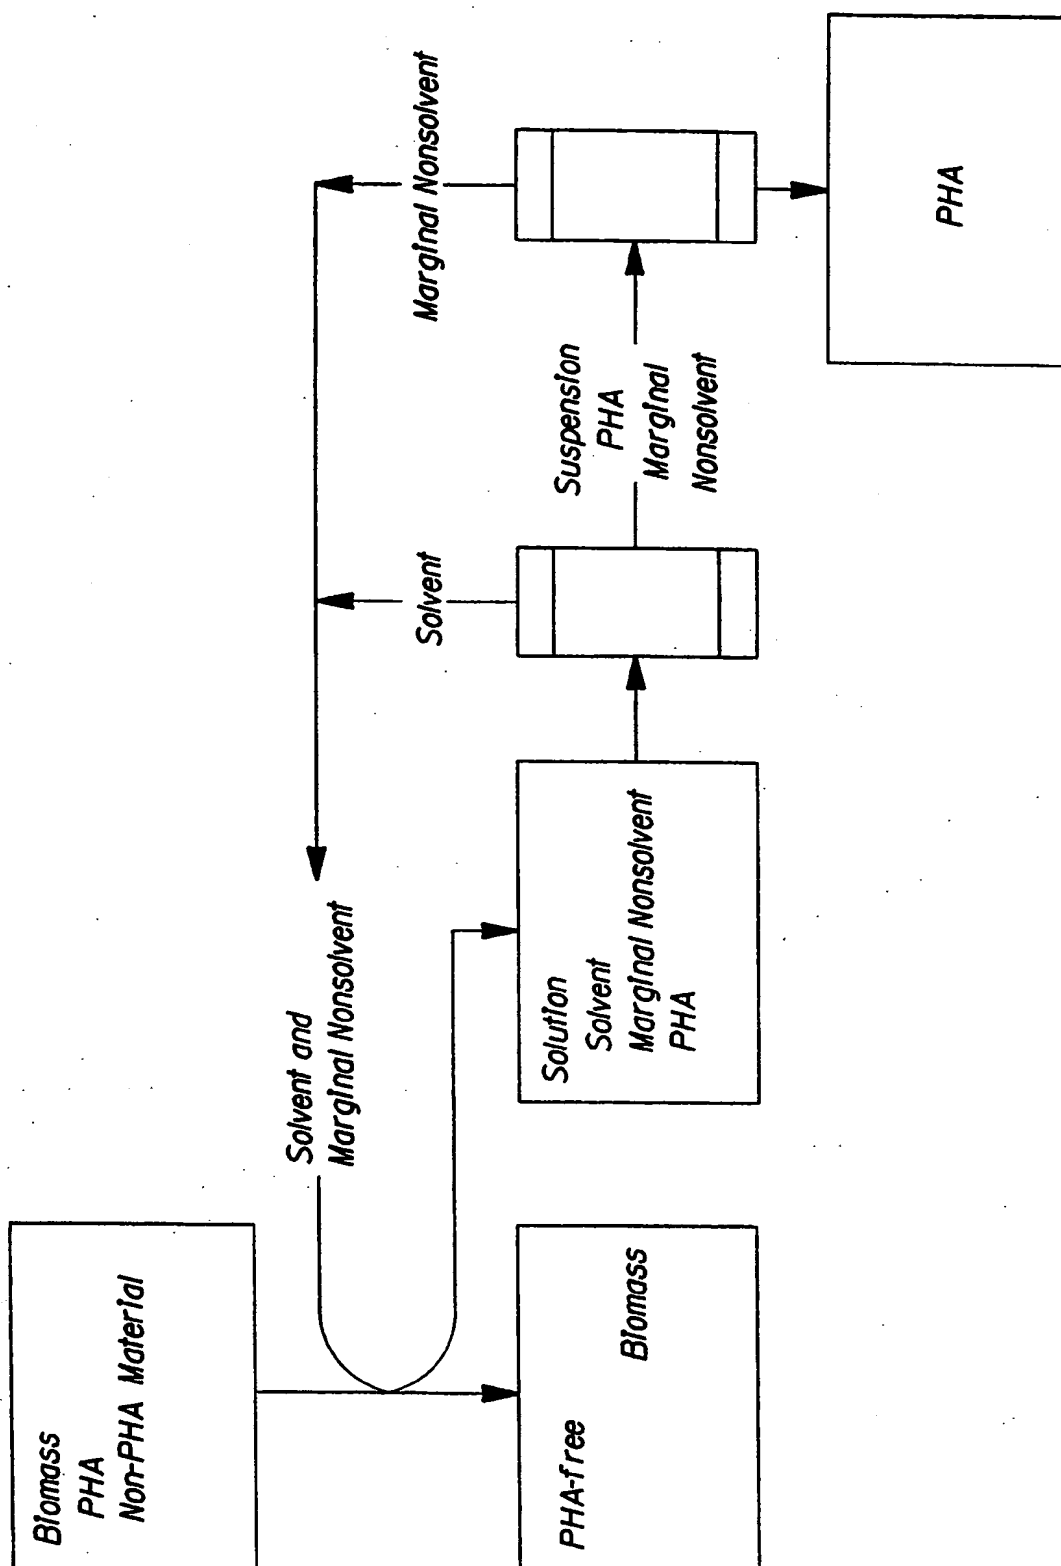 Biomass
PHA
Non-PHA Material
PHA-free
Biomass
Solvent and
Marginal Nonsolvent
Solution
Solvent
Marginal Nonsolvent
PHA
Solvent
Suspension
PHA
Marginal
Nonsolvent
Marginal Nonsolvent
PHA